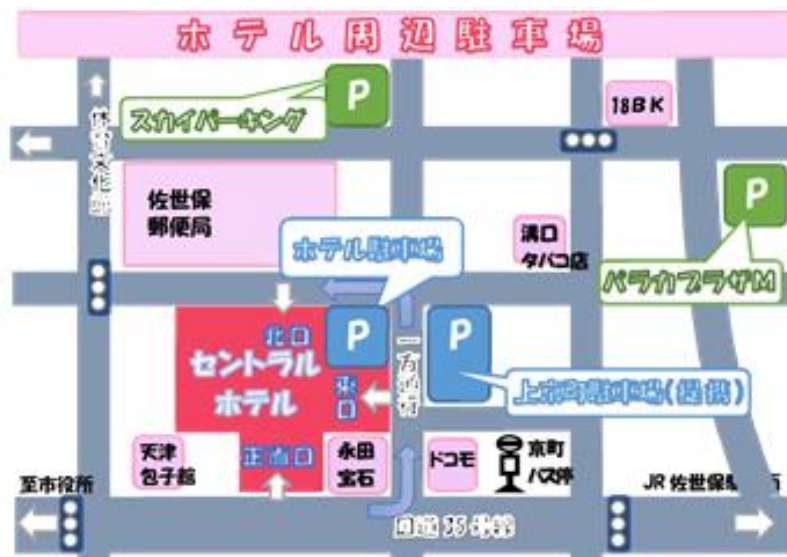 ホテル周辺駐車場
P
スカイパーキング
18BK
佐世保
郵便局
P
ホテル駐車場
溝口
タバコ店
パラカプラザM
北口
P
P
セントラル
ホテル
東口
一方通行
上京町駐車場(提携)
天津
包子館
正面口
永田
宝石
ドコモ
京町
バス停
至市役所
JR佐世保
国道35号線